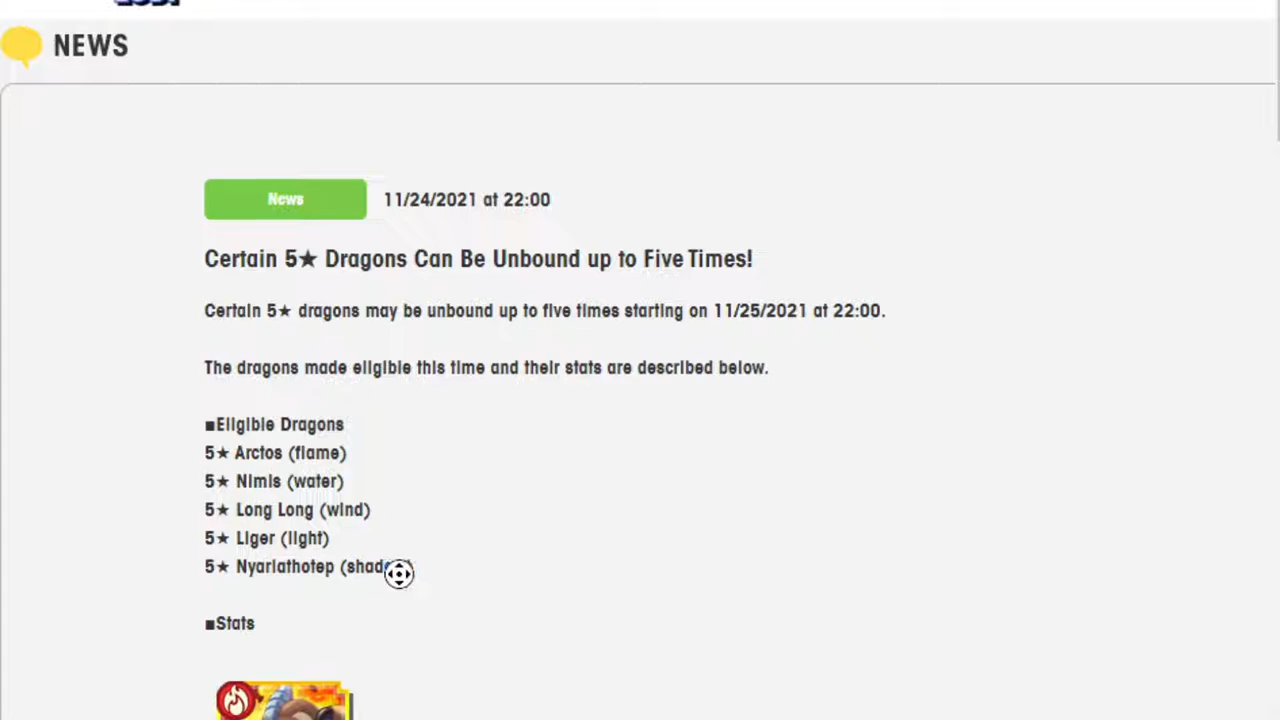 NEWS
News 11/24/2021 at 22:00
Certain 5★ Dragons Can Be Unbound up to Five Times!
Certain 5★ dragons may be unbound up to five times starting on 11/25/2021 at 22:00.
The dragons made eligible this time and their stats are described below.
■Eligible Dragons
5★ Arctos (flame)
5★ Nimis (water)
5★ Long Long (wind)
5★ Liger (light)
5★ Nyarlathotep
■Stats